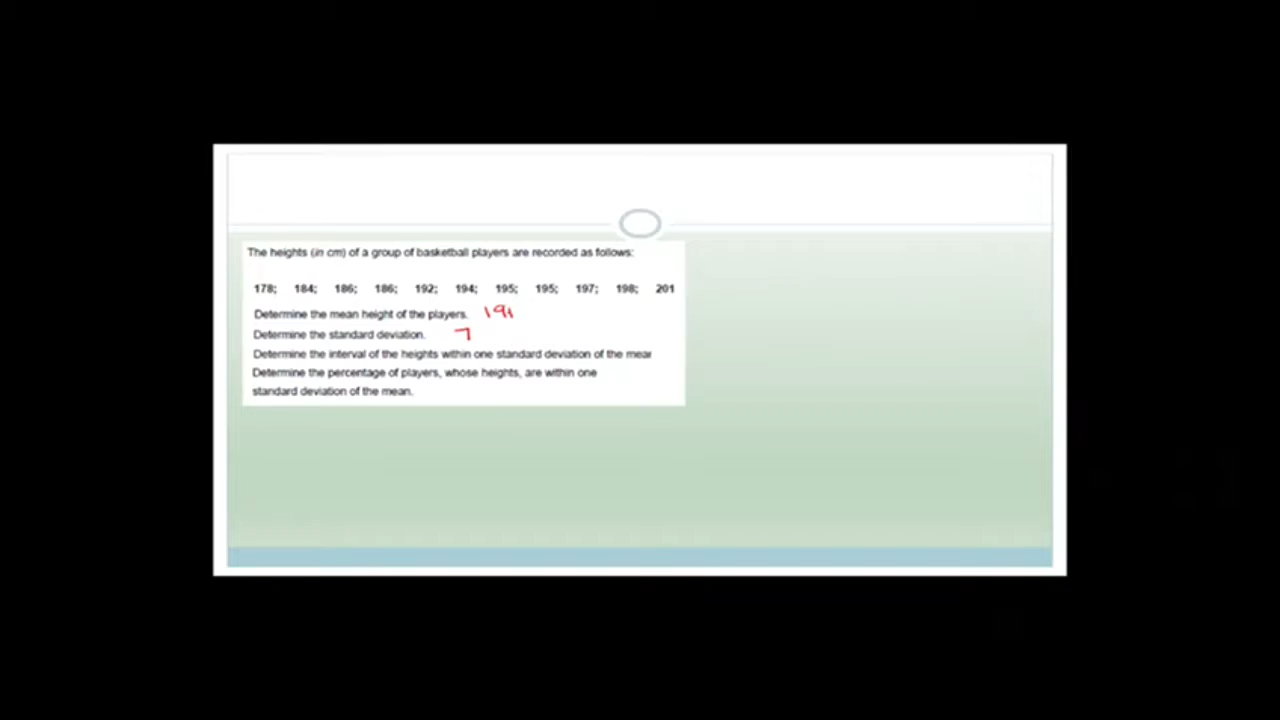 The heights (in cm) of a group of basketball players are recorded as follows:
178; 184; 186; 186; 192; 194; 195; 195; 197; 198; 201
Determine the mean height of the players. 191
Determine the standard deviation. 7
Determine the interval of the heights within one standard deviation of the mear
Determine the percentage of players, whose heights, are within one
standard deviation of the mean.